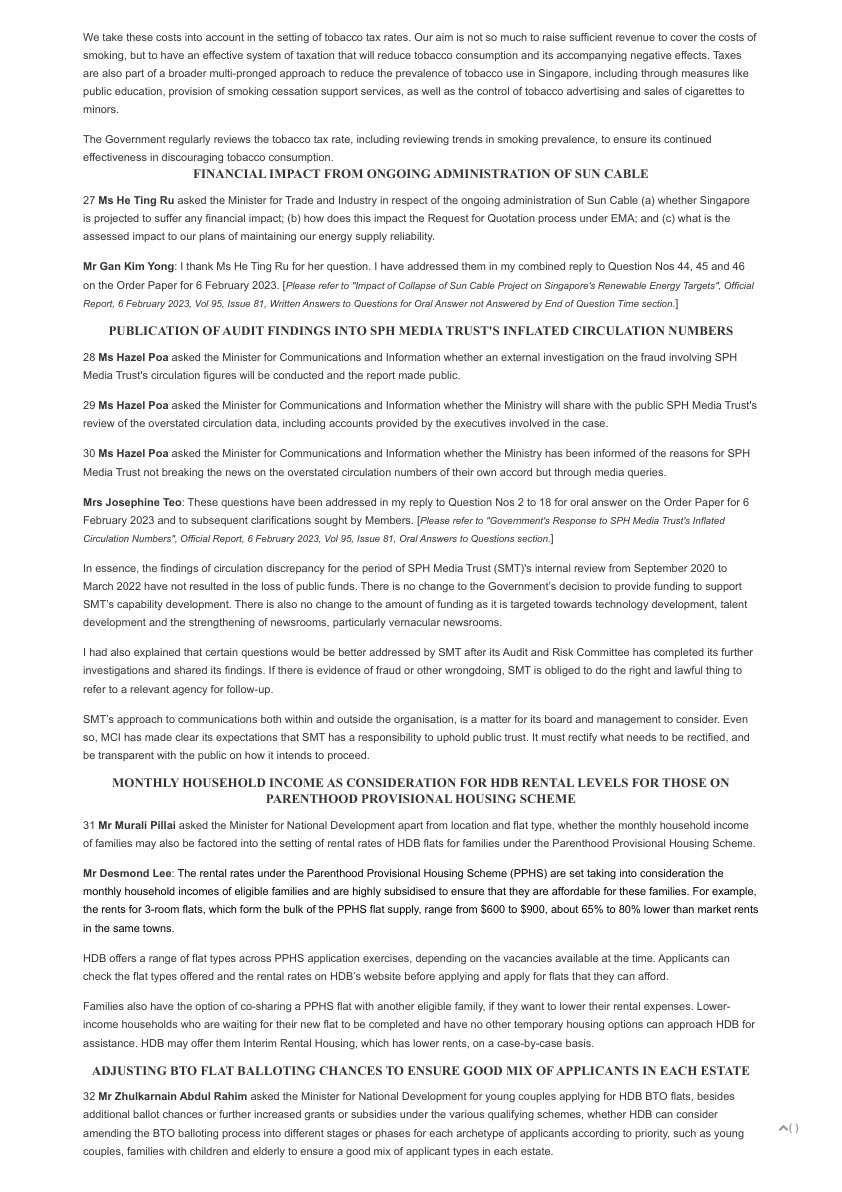 We take these costs into account in the setting of tobacco tax rates. Our aim is not so much to raise sufficient revenue to cover the costs of
smoking, but to have an effective system of taxation that will reduce tobacco consumption and its accompanying negative effects. Taxes
are also part of a broader multi-pronged approach to reduce the prevalence of tobacco use in Singapore, including through measures like
public education, provision of smoking cessation support services, as well as the control of tobacco advertising and sales of cigarettes to
minors.
The Government regularly reviews the tobacco tax rate, including reviewing trends in smoking prevalence, to ensure its continued
effectiveness in discouraging tobacco consumption.
FINANCIAL IMPACT FROM ONGOING ADMINISTRATION OF SUN CABLE
27 Ms He Ting Ru asked the Minister for Trade and Industry in respect of the ongoing administration of Sun Cable (a) whether Singapore
is projected to suffer any financial impact; (b) how does this impact the Request for Quotation process under EMA; and (c) what is the
assessed impact to our plans of maintaining our energy supply reliability.
Mr Gan Kim Yong: I thank Ms He Ting Ru for her question. I have addressed them in my combined reply to Question Nos 44, 45 and 46
on the Order Paper for 6 February 2023. [Please refer to "Impact of Collapse of Sun Cable Project on Singapore's Renewable Energy Targets", Official
Report, 6 February 2023, Vol 95, Issue 81, Written Answers to Questions for Oral Answer not Answered by End of Question Time section.]
PUBLICATION OF AUDIT FINDINGS INTO SPH MEDIA TRUST'S INFLATED CIRCULATION NUMBERS
28 Ms Hazel Poa asked the Minister for Communications and Information whether an external investigation on the fraud involving SPH
Media Trust's circulation figures will be conducted and the report made public.
29 Ms Hazel Poa asked the Minister for Communications and Information whether the Ministry will share with the public SPH Media Trust's
review of the overstated circulation data, including accounts provided by the executives involved in the case.
30 Ms Hazel Poa asked the Minister for Communications and Information whether the Ministry has been informed of the reasons for SPH
Media Trust not breaking the news on the overstated circulation numbers of their own accord but through media queries.
Mrs Josephine Teo: These questions have been addressed in my reply to Question Nos 2 to 18 for oral answer on the Order Paper for 6
February 2023 and to subsequent clarifications sought by Members. [Please refer to "Government's Response to SPH Media Trust's Inflated
Circulation Numbers", Official Report, 6 February 2023, Vol 95, Issue 81, Oral Answers to Questions section.]
In essence, the findings of circulation discrepancy for the period of SPH Media Trust (SMT)'s internal review from September 2020 to
March 2022 have not resulted in the loss of public funds. There is no change to the Government’s decision to provide funding to support
SMT’s capability development. There is also no change to the amount of funding as it is targeted towards technology development, talent
development and the strengthening of newsrooms, particularly vernacular newsrooms.
I had also explained that certain questions would be better addressed by SMT after its Audit and Risk Committee has completed its further
investigations and shared its findings. If there is evidence of fraud or other wrongdoing, SMT is obliged to do the right and lawful thing to
refer to a relevant agency for follow-up.
SMT’s approach to communications both within and outside the organisation, is a matter for its board and management to consider. Even
so, MCI has made clear its expectations that SMT has a responsibility to uphold public trust. It must rectify what needs to be rectified, and
be transparent with the public on how it intends to proceed.
MONTHLY HOUSEHOLD INCOME AS CONSIDERATION FOR HDB RENTAL LEVELS FOR THOSE ON
PARENTHOOD PROVISIONAL HOUSING SCHEME
31 Mr Murali Pillai asked the Minister for National Development apart from location and flat type, whether the monthly household income
of families may also be factored into the setting of rental rates of HDB flats for families under the Parenthood Provisional Housing Scheme.
Mr Desmond Lee: The rental rates under the Parenthood Provisional Housing Scheme (PPHS) are set taking into consideration the
monthly household incomes of eligible families and are highly subsidised to ensure that they are affordable for these families. For example,
the rents for 3-room flats, which form the bulk of the PPHS flat supply, range from $600 to $900, about 65% to 80% lower than market rents
in the same towns.
HDB offers a range of flat types across PPHS application exercises, depending on the vacancies available at the time. Applicants can
check the flat types offered and the rental rates on HDB’s website before applying and apply for flats that they can afford.
Families also have the option of co-sharing a PPHS flat with another eligible family, if they want to lower their rental expenses. Lower-
income households who are waiting for their new flat to be completed and have no other temporary housing options can approach HDB for
assistance. HDB may offer them Interim Rental Housing, which has lower rents, on a case-by-case basis.
ADJUSTING BTO FLAT BALLOTING CHANCES TO ENSURE GOOD MIX OF APPLICANTS IN EACH ESTATE
32 Mr Zhulkarnain Abdul Rahim asked the Minister for National Development for young couples applying for HDB BTO flats, besides
additional ballot chances or further increased grants or subsidies under the various qualifying schemes, whether HDB can consider
amending the BTO balloting process into different stages or phases for each archetype of applicants according to priority, such as young
couples, families with children and elderly to ensure a good mix of applicant types in each estate.
( )